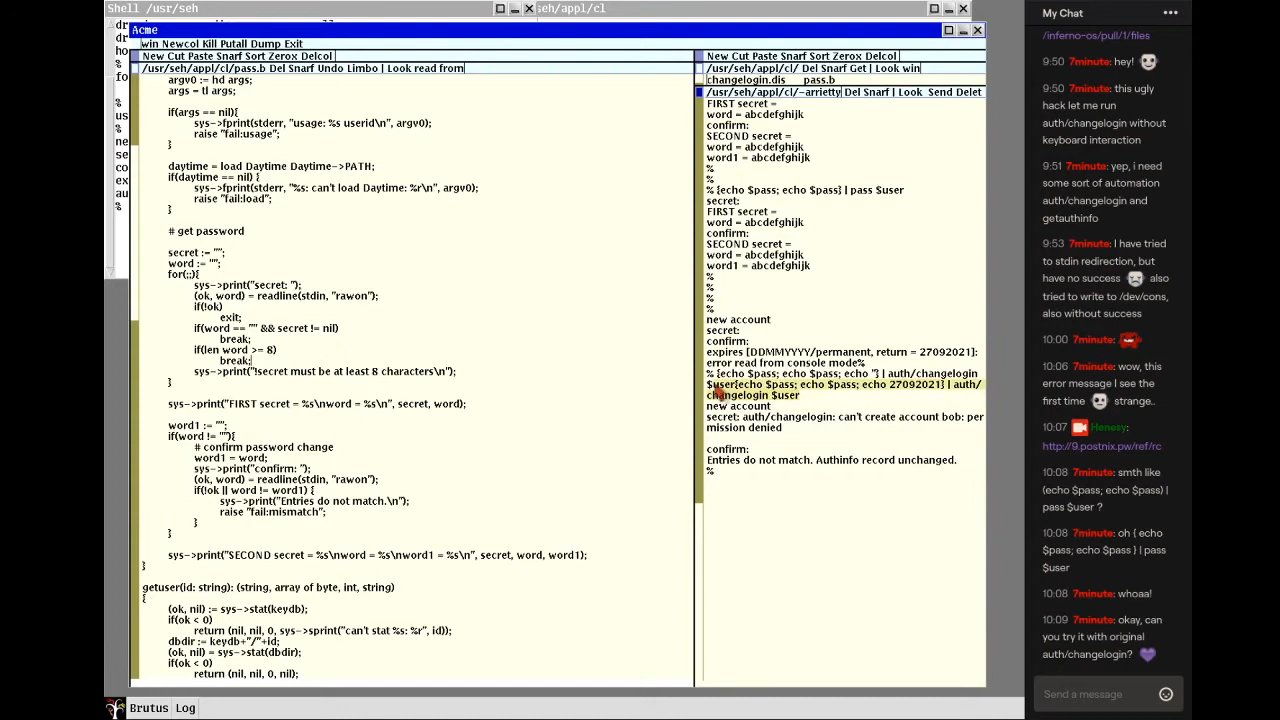 Shell /usr/seh
seh/appl/cl
Acme
win Newcol Kill Putall Dump Exit
New Cut Paste Snarf Sort Zerox Delcol
/usr/seh/appl/cl/pass.b Del Snarf Undo Limbo | Look read from
argv0 := hd args;
args = tl args;
if(args == nil){
sys->fprint(stderr, "usage: %s userid\n", argv0);
raise "fail:usage";
}
daytime = load Daytime Daytime->PATH;
if(daytime == nil) {
sys->fprint(stderr, "%s: can't load Daytime: %r\n", argv0);
raise "fail:load";
}
# get password
secret := "";
word := "";
for(;;){
sys->print("secret: ");
(ok, word) = readline(stdin, "rawon");
if(!ok)
exit;
if(word == "" && secret != nil)
break;
if(len word >= 8)
break;
sys->print("!secret must be at least 8 characters\n");
}
sys->print("FIRST secret = %s\nword = %s\n", secret, word);
word1 := "";
if(word != ""){
# confirm password change
word1 = word;
sys->print("confirm: ");
(ok, word) = readline(stdin, "rawon");
if(!ok || word != word1) {
sys->print("Entries do not match.\n");
raise "fail:mismatch";
}
}
sys->print("SECOND secret = %s\nword = %s\nword1 = %s\n", secret, word, word1);
}
getuser(id: string): (string, array of byte, int, string)
{
(ok, nil) := sys->stat(keydb);
if(ok < 0)
return (nil, nil, 0, sys->sprint("can't stat %s: %r", id));
dbdir := keydb+"/"+id;
(ok, nil) = sys->stat(dbdir);
if(ok < 0)
return (nil, nil, 0, nil);
New Cut Paste Snarf Sort Zerox Delcol
/usr/seh/appl/cl/ Del Snarf Get | Look win
changelogin.dis pass.b
/usr/seh/appl/cl/-arrietty Del Snarf | Look Send Delet
FIRST secret =
word = abcdefghijk
confirm:
SECOND secret =
word = abcdefghijk
word1 = abcdefghijk
%
%
% {echo $pass; echo $pass} | pass $user
secret:
FIRST secret =
word = abcdefghijk
confirm:
SECOND secret =
word = abcdefghijk
word1 = abcdefghijk
%
%
%
%
new account
secret:
confirm:
expires [DDMMYYYY/permanent, return = 27092021]:
error read from console mode%
% {echo $pass; echo $pass; echo ''} | auth/changelogin
$user{echo $pass; echo $pass; echo 27092021} | auth/
changelogin $user
new account
secret: auth/changelogin: can't create account bob: per
mission denied
confirm:
Entries do not match. Authinfo record unchanged.
%
Brutus
Log
My Chat
/inferno-os/pull/1/files
9:50 7minute: hey!
9:50 7minute: this ugly
hack let me run
auth/changelogin without
keyboard interaction
9:51 7minute: yep, i need
some sort of automation
auth/changelogin and
getauthinfo
9:53 7minute: I have tried
to stdin redirection, but
have no success also
tried to write to /dev/cons,
also without success
10:00 7minute:
10:06 7minute: wow, this
error message I see the
first time strange..
10:07 Henesy:
http://9.postnix.pw/ref/rc
10:08 7minute: smth like
(echo $pass; echo $pass) |
pass $user ?
10:08 7minute: oh { echo
$pass; echo $pass } | pass
$user
10:08 7minute: whoaa!
10:09 7minute: okay, can
you try it with original
auth/changelogin?
Send a message